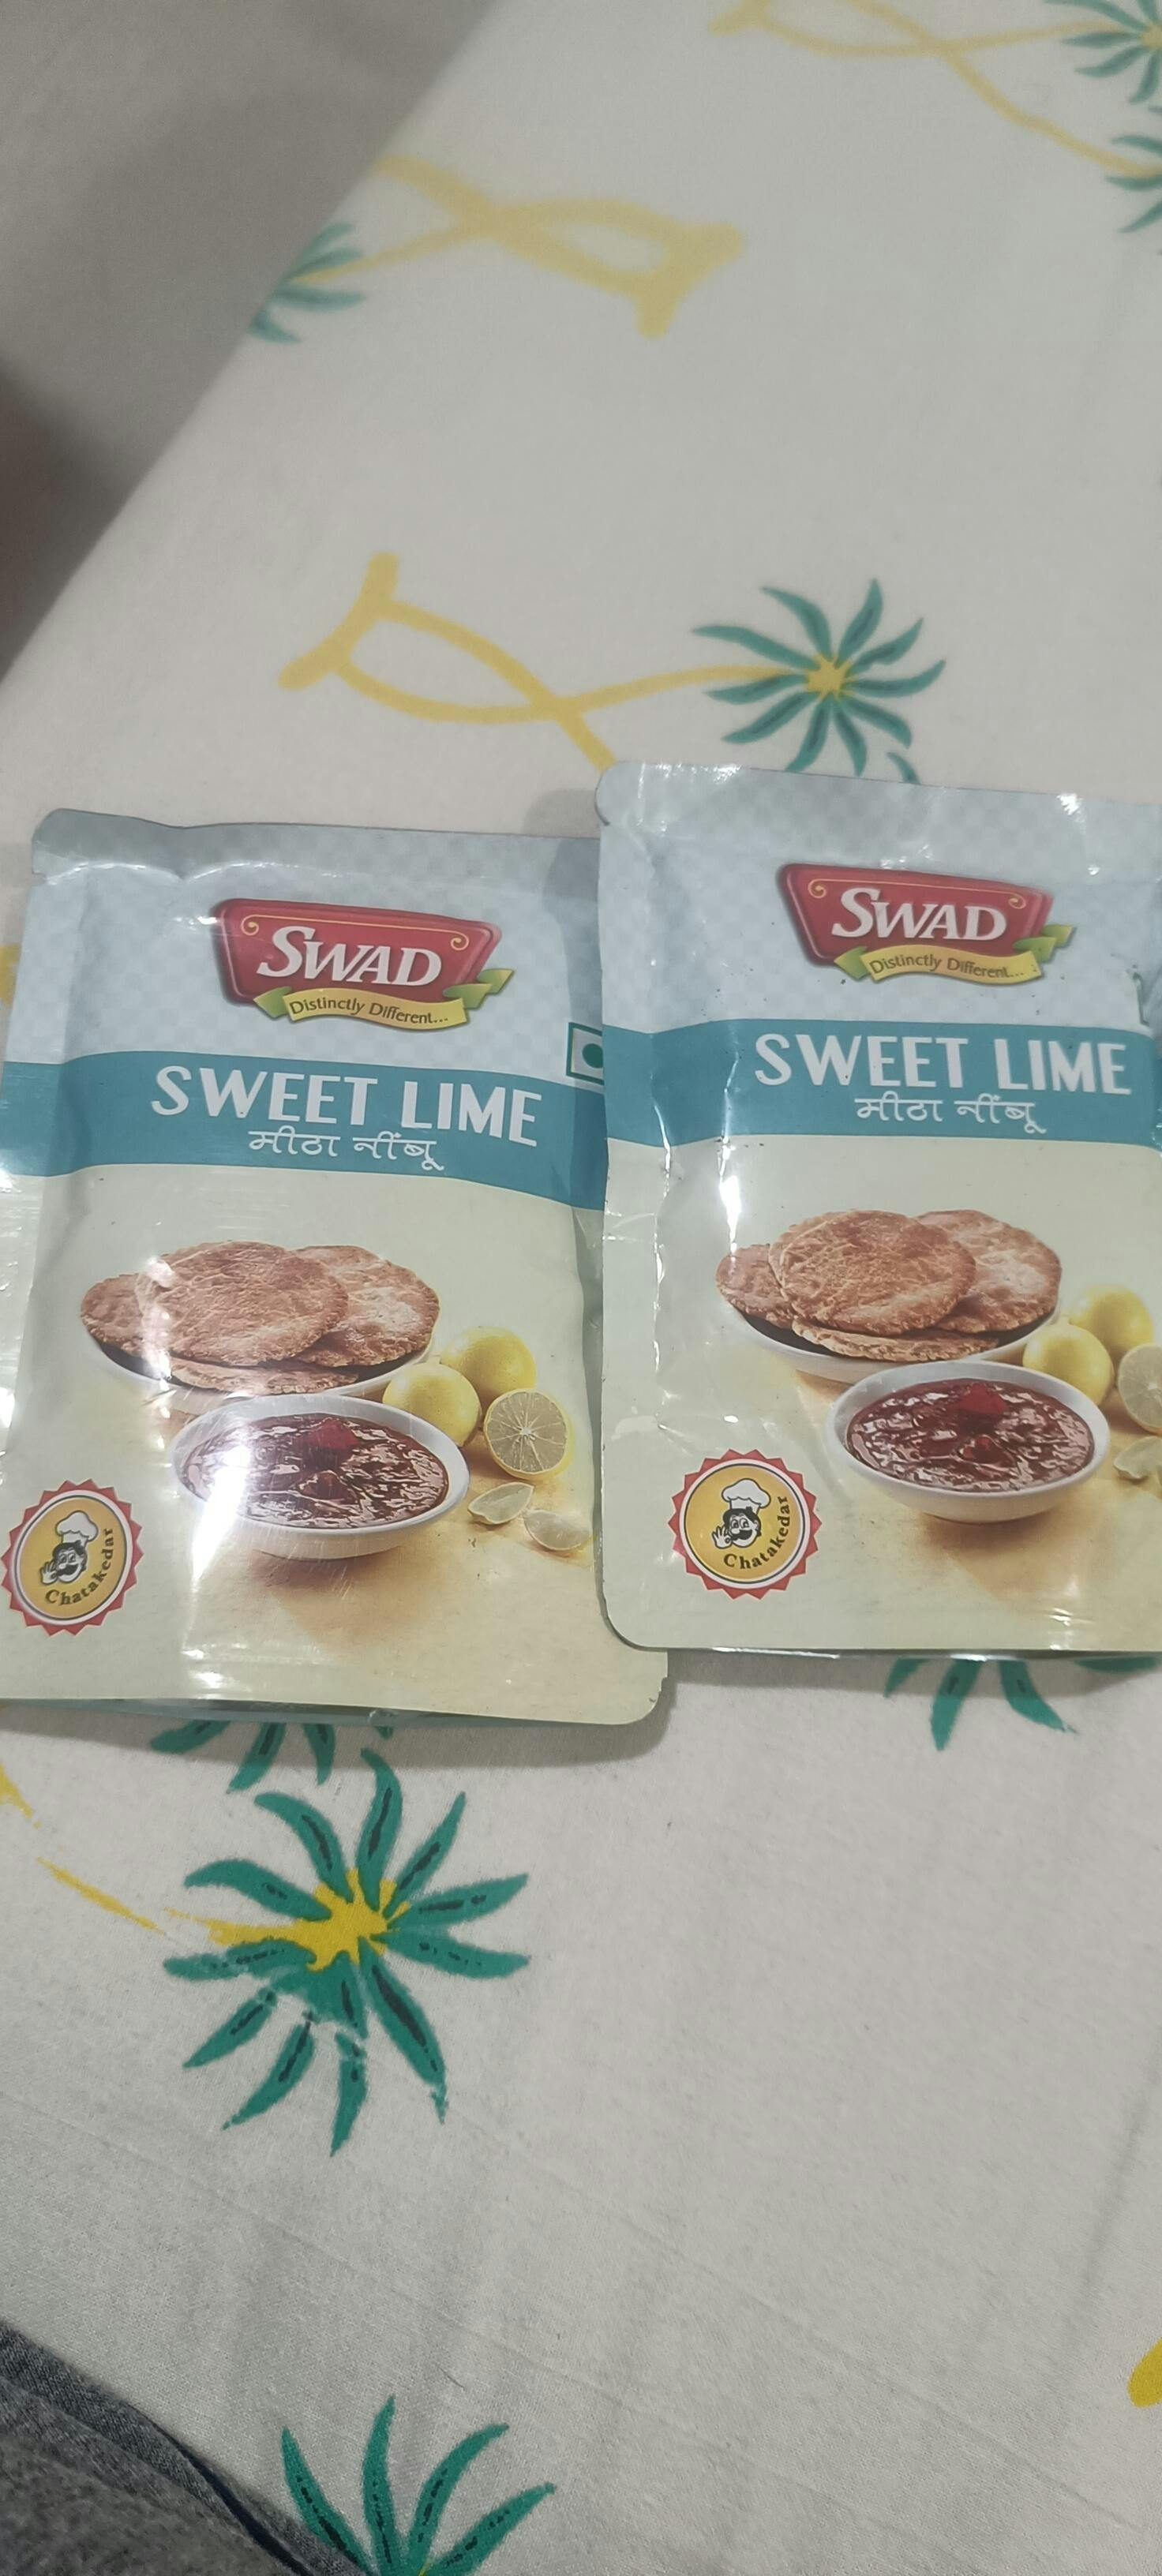 SWAD
Distinctly Different...
SWEET LIME
मीठा नींबू
Chatakedar
SWAD
Distinctly Different...
SWEET LIME
मीठा नींबू
Chatakedar